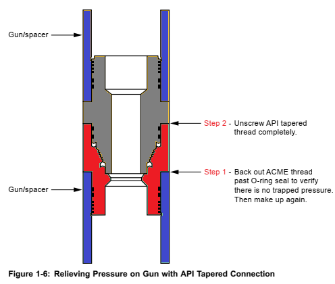 Gun/spacer
Step 2 - Unscrew API tapered
thread completely.
Step 1 - Back out ACME thread
past O-ring seal to verify
there is no trapped pressure.
Then make up again.
Gun/spacer
Figure 1-6: Relieving Pressure on Gun with API Tapered Connection